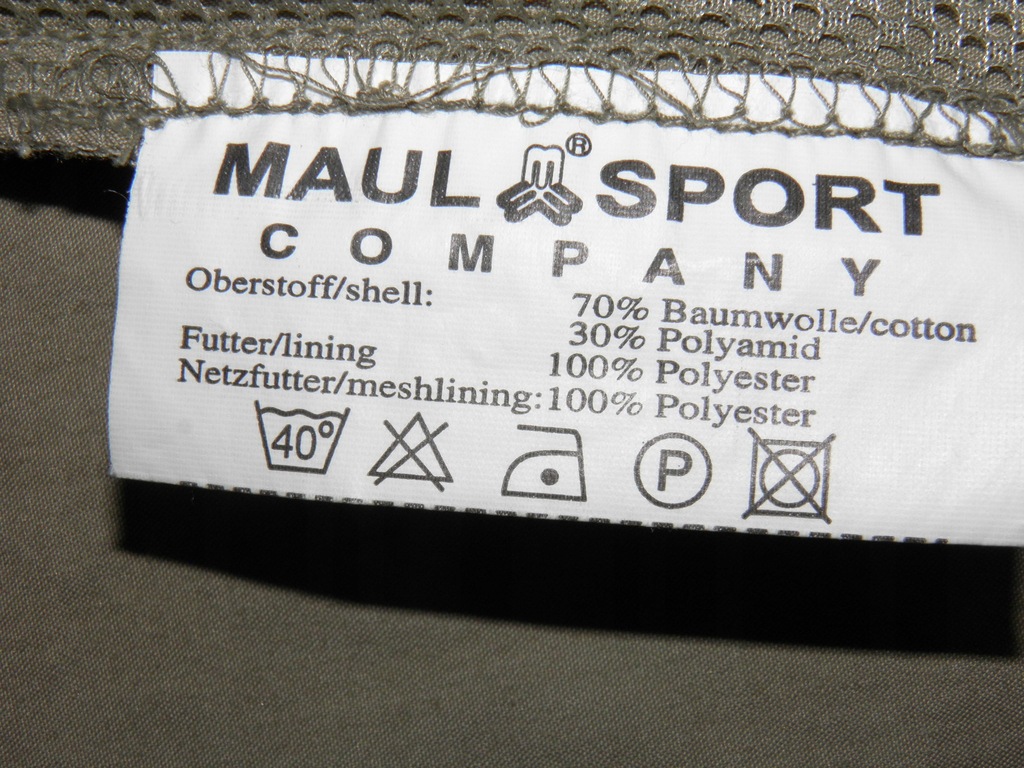 MAUL ® SPORT
COMPANY
Oberstoff/shell: 70% Baumwolle/cotton
30% Polyamid
Futter/lining 100% Polyester
Netzfutter/meshlining: 100% Polyester
40° P